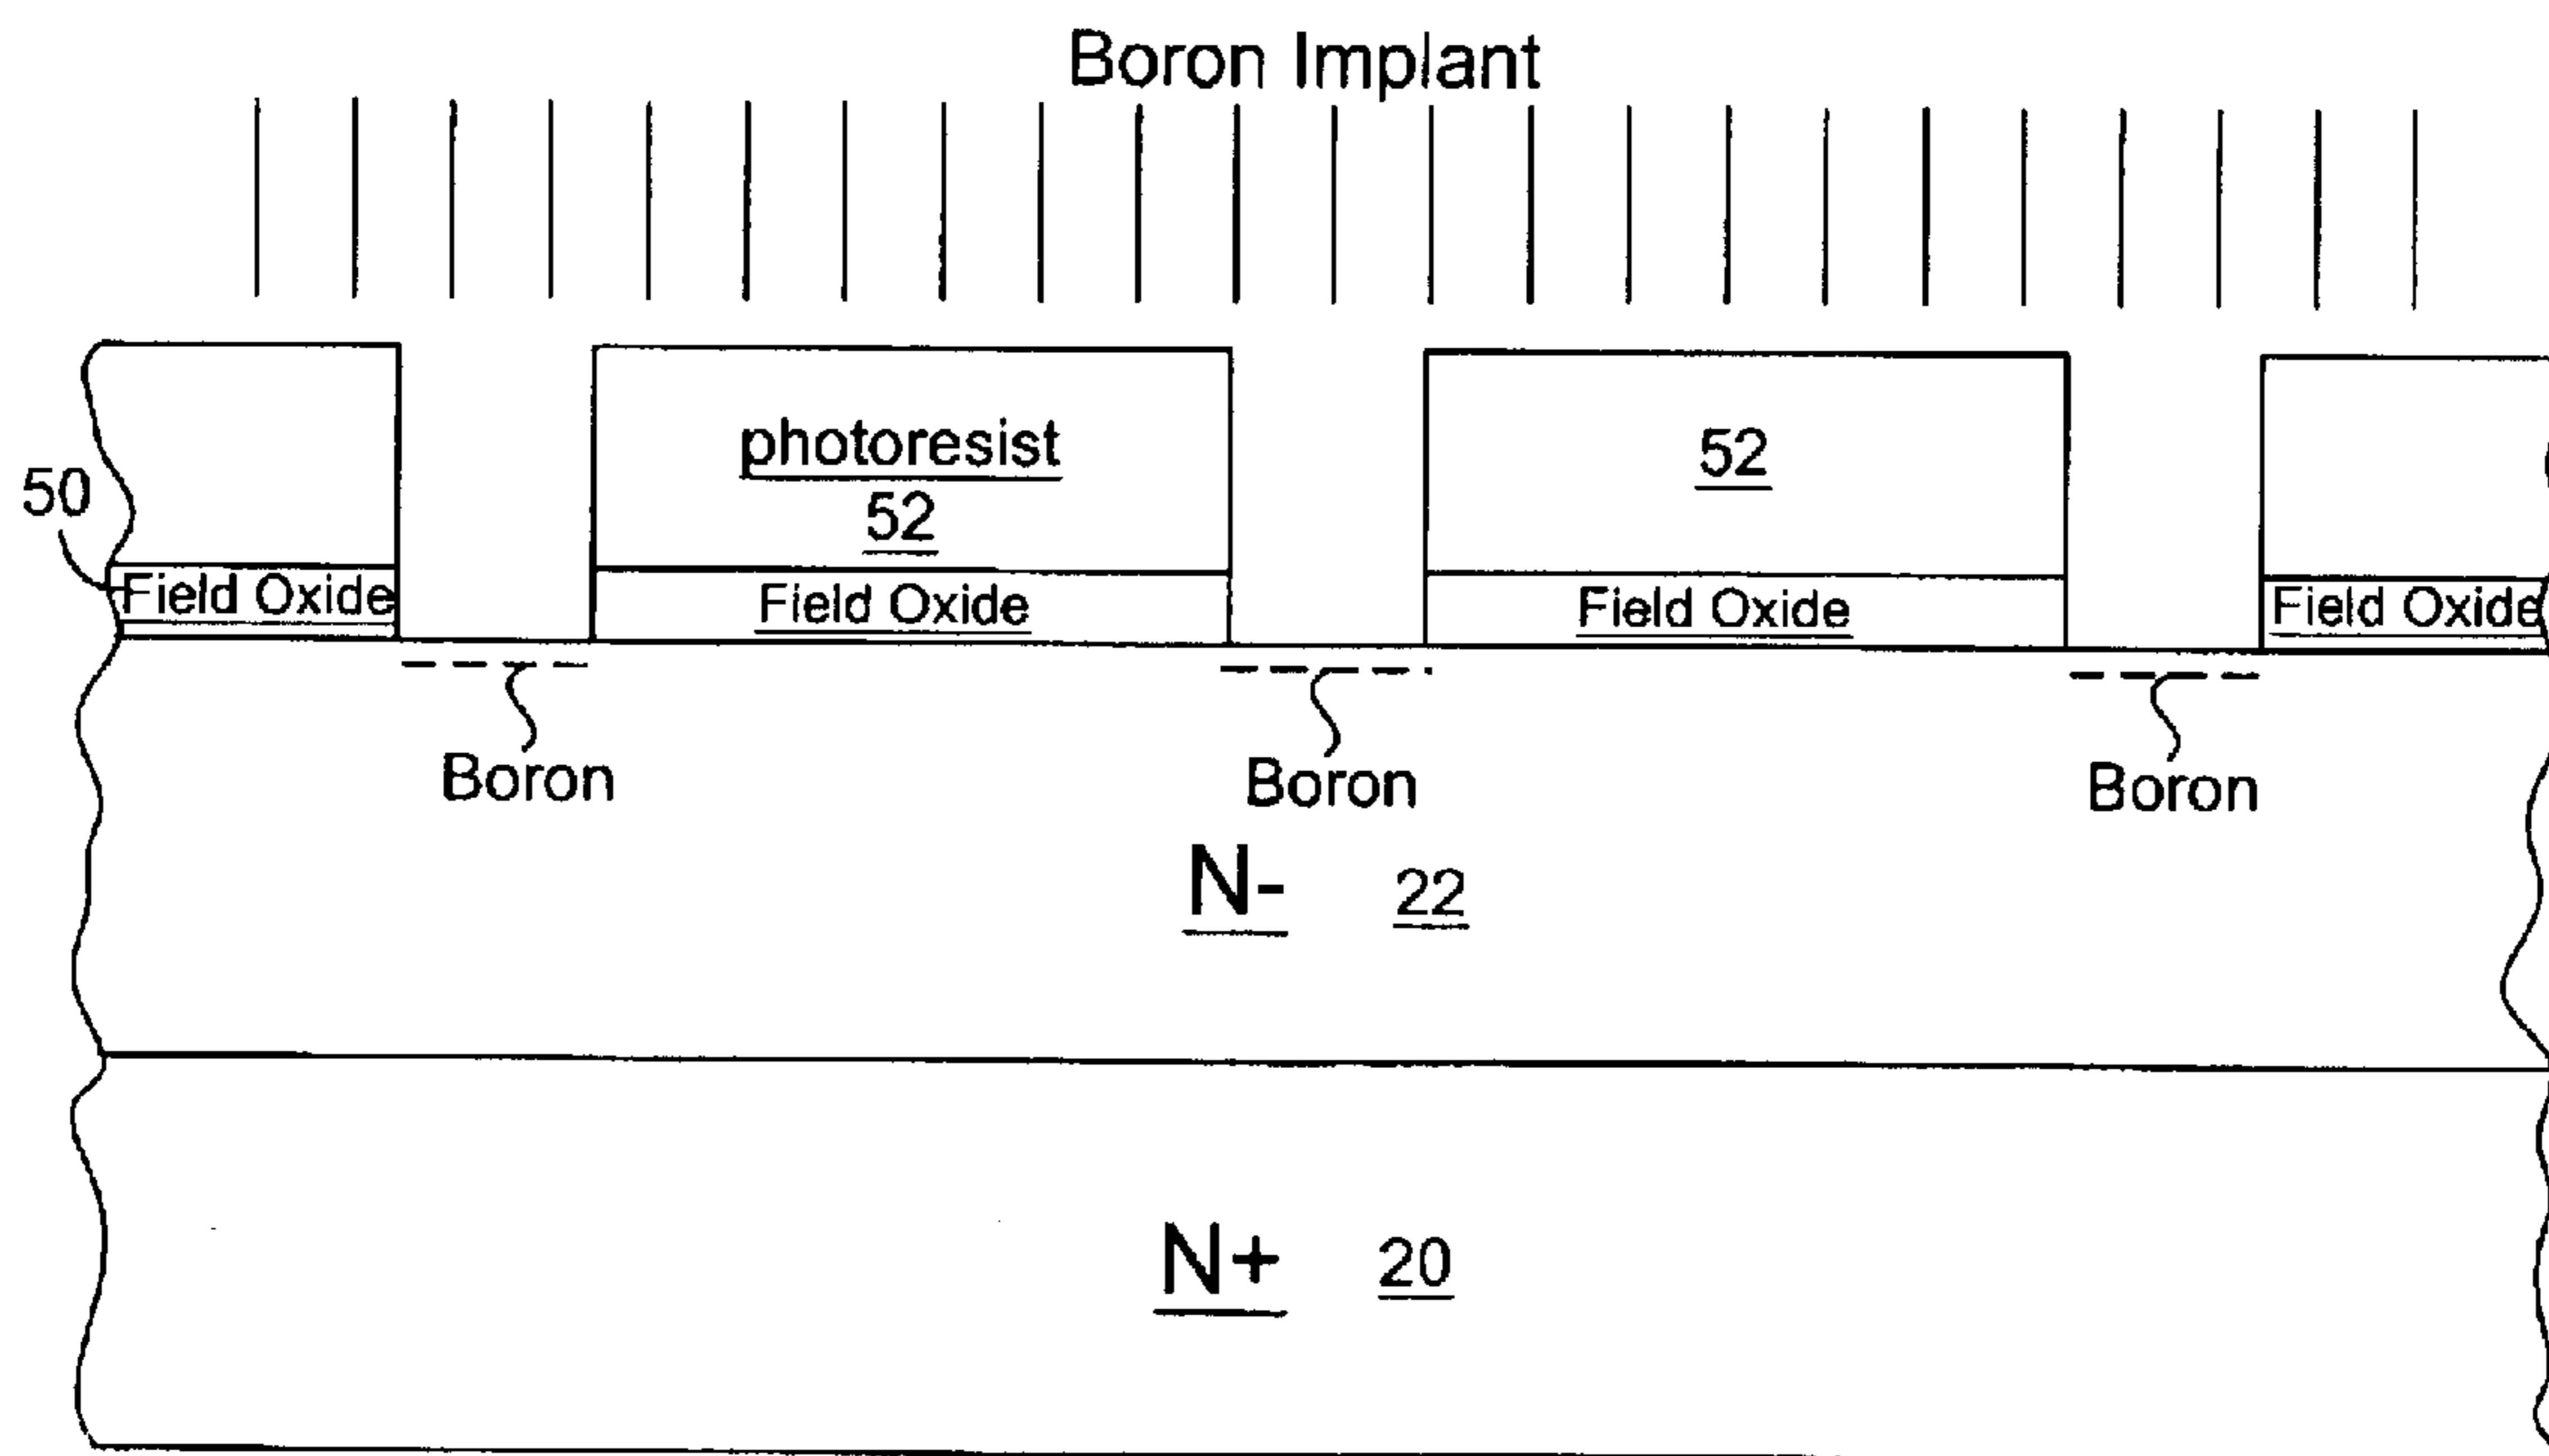 Boron Implant
photoresist
52
52
50
Field Oxide
Field Oxide
Field Oxide
Field Oxide
Boron
Boron
Boron
N- 22
N+ 20